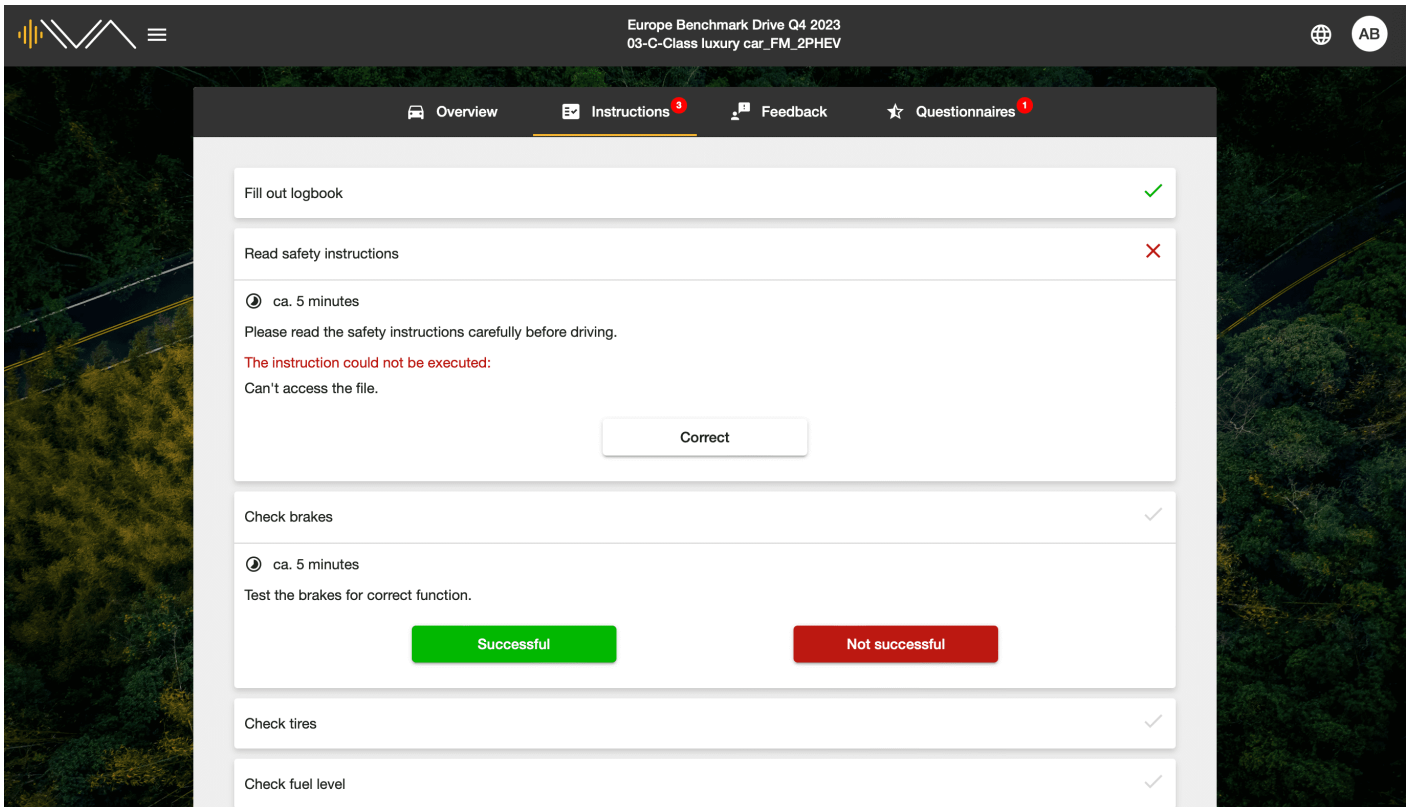 Europe Benchmark Drive Q4 2023
03-C-Class luxury car_FM_2PHEV
AB
Overview
Instructions 3
Feedback
Questionnaires 1
Fill out logbook
Read safety instructions
ca. 5 minutes
Please read the safety instructions carefully before driving.
The instruction could not be executed:
Can't access the file.
Correct
Check brakes
ca. 5 minutes
Test the brakes for correct function.
Successful
Not successful
Check tires
Check fuel level